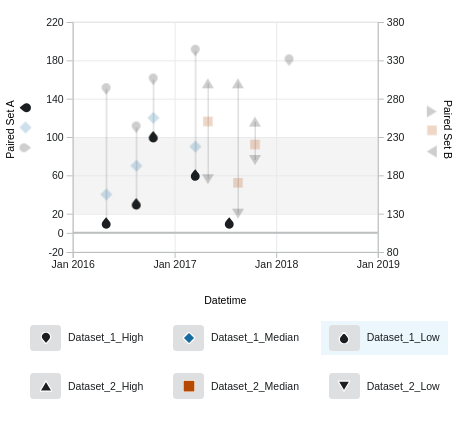 220
180
140
100
60
20
0
-20
380
330
280
230
180
130
80
Paired Set A
Paired Set B
Jan 2016
Jan 2017
Jan 2018
Jan 2019
Datetime
Dataset_1_High
Dataset_1_Median
Dataset_1_Low
Dataset_2_High
Dataset_2_Median
Dataset_2_Low